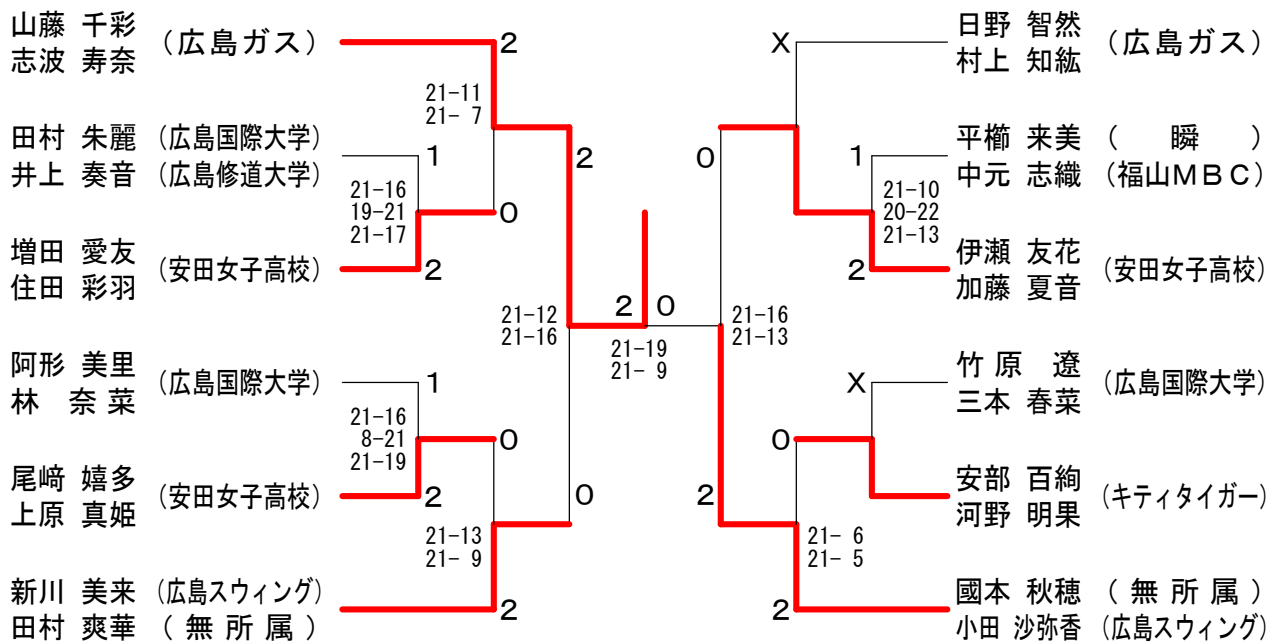 山藤 千彩
志波 寿奈
(広島ガス)
2
21-11
21- 7
田村 朱麗 (広島国際大学)
井上 奏音 (広島修道大学)
1
21-16
19-21
21-17
0
増田 愛友
住田 彩羽
(安田女子高校)
2
2
21-12
21-16
阿形 美里
林 奈菜
(広島国際大学)
1
21-16
8-21
21-19
0
尾﨑 嬉多
上原 真姫
(安田女子高校)
2
0
21-13
21- 9
新川 美来 (広島スウィング)
田村 爽華 (無所属)
2
2 0
21-19
21- 9
日野 智然
村上 知紘
(広島ガス)
X
0
平櫛 来美 (瞬)
中元 志織 (福山MBC)
1
21-10
20-22
21-13
伊瀬 友花
加藤 夏音
(安田女子高校)
2
21-16
21-13
竹原 遼
三本 春菜
(広島国際大学)
X
0
安部 百絢
河野 明果
(キティタイガー)
2
21- 6
21- 5
國本 秋穂 (無所属)
小田 沙弥香 (広島スウィング)
2